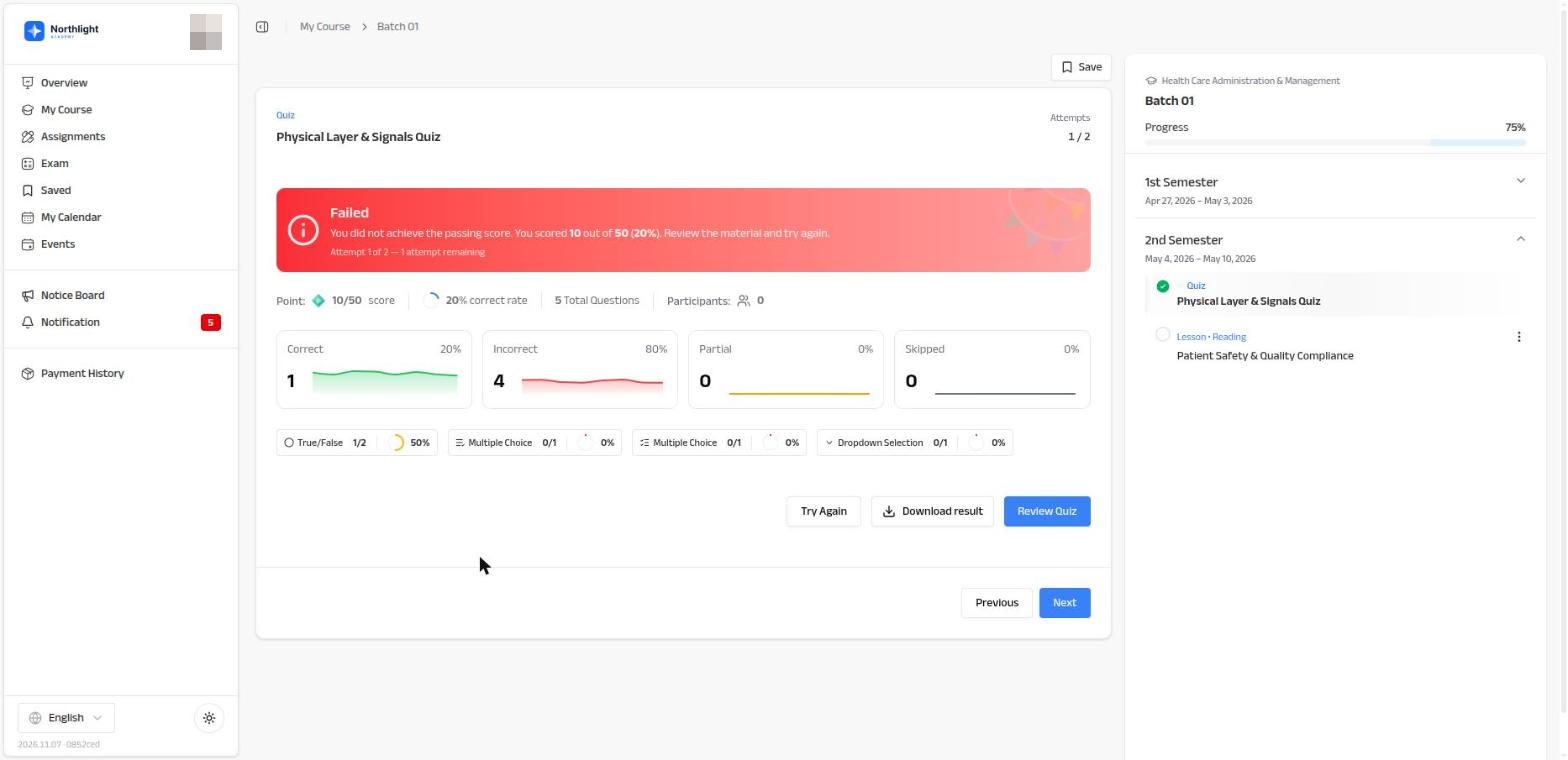 Northlight
ACADEMY
Overview
My Course
Assignments
Exam
Saved
My Calendar
Events
Notice Board
Notification 5
Payment History
English
2026.11.07 -0852ced
My Course > Batch 01
Save
Quiz
Physical Layer & Signals Quiz
Attempts
1 / 2
Failed
You did not achieve the passing score. You scored 10 out of 50 (20%). Review the material and try again.
Attempt 1 of 2 — 1 attempt remaining
Point: 10/50 score 20% correct rate 5 Total Questions Participants: 0
Correct 20%
1
Incorrect 80%
4
Partial 0%
0
Skipped 0%
0
True/False 1/2 50%
Multiple Choice 0/1 0%
Multiple Choice 0/1 0%
Dropdown Selection 0/1 0%
Try Again
Download result
Review Quiz
Previous
Next
Health Care Administration & Management
Batch 01
Progress 75%
1st Semester
Apr 27, 2026 – May 3, 2026
2nd Semester
May 4, 2026 – May 10, 2026
Quiz
Physical Layer & Signals Quiz
Lesson • Reading
Patient Safety & Quality Compliance